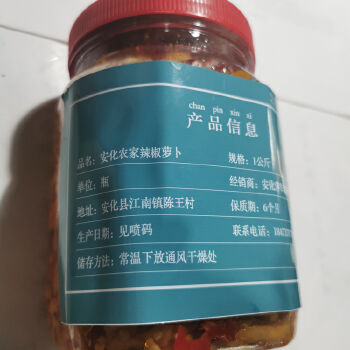 chan pin xin xi
产品信息
品名：安化农家辣椒萝卜 规格：1公斤
单位：瓶 经销商：安化
地址：安化县江南镇陈王村 保质期：6个月
生产日期：见喷码 联系电话：
储存方法：常温下放通风干燥处